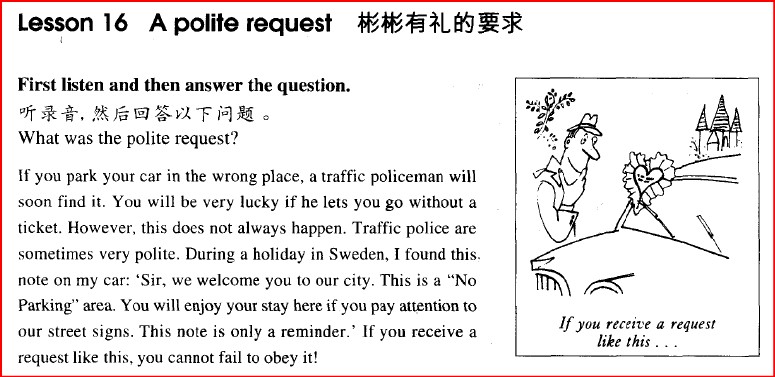 Lesson 16 A polite request 彬彬有礼的要求
First listen and then answer the question.
听录音，然后回答以下问题。
What was the polite request?
If you park your car in the wrong place, a traffic policeman will
soon find it. You will be very lucky if he lets you go without a
ticket. However, this does not always happen. Traffic police are
sometimes very polite. During a holiday in Sweden, I found this
note on my car: ‘Sir, we welcome you to our city. This is a “No
Parking” area. You will enjoy your stay here if you pay attention to
our street signs. This note is only a reminder.’ If you receive a
request like this, you cannot fail to obey it!
If you receive a request
like this . . .